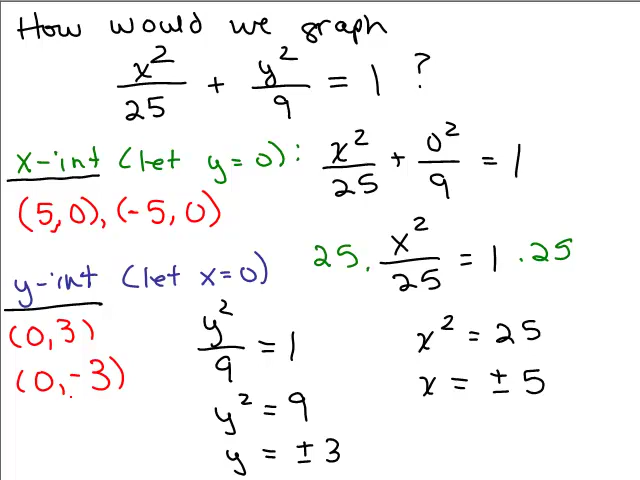 How would we graph
x²/25 + y²/9 = 1 ?
x-int (let y=0): x²/25 + 0²/9 = 1
(5,0), (-5,0)
25 · x²/25 = 1 · 25
y-int (let x=0)
(0,3)
(0,-3)
y²/9 = 1
y² = 9
y = ± 3
x² = 25
x = ± 5